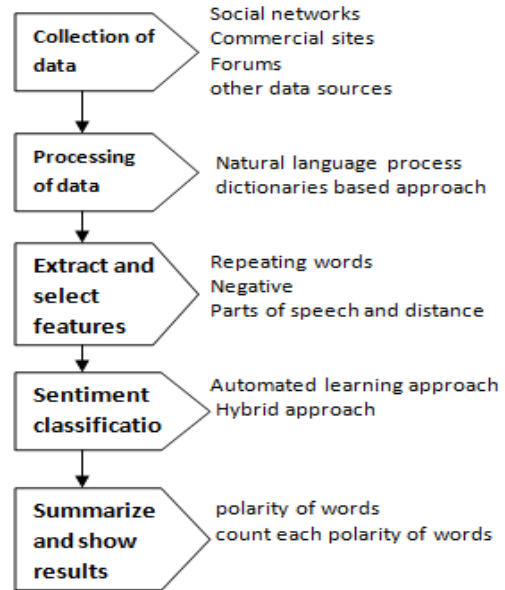 Collection of
data
Social networks
Commercial sites
Forums
other data sources
Processing
of data
Natural language process
dictionaries based approach
Extract and
select
features
Repeating words
Negative
Parts of speech and distance
Sentiment
classificatio
Automated learning approach
Hybrid approach
Summarize
and show
results
polarity of words
count each polarity of words